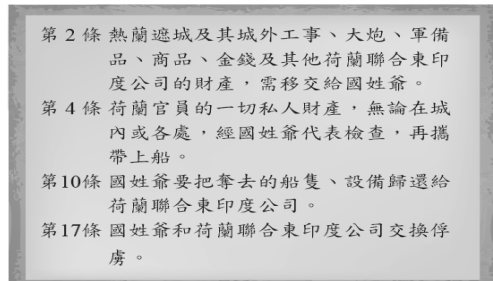 第 2 條 熱蘭遮城及其城外工事、大炮、軍備
品、商品、金錢及其他荷蘭聯合東印
度公司的財產，需移交給國姓爺。
第 4 條 荷蘭官員的一切私人財產，無論在城
內或各處，經國姓爺代表檢查，再攜
帶上船。
第10條 國姓爺要把奪去的船隻、設備歸還給
荷蘭聯合東印度公司。
第17條 國姓爺和荷蘭聯合東印度公司交換俘
虜。